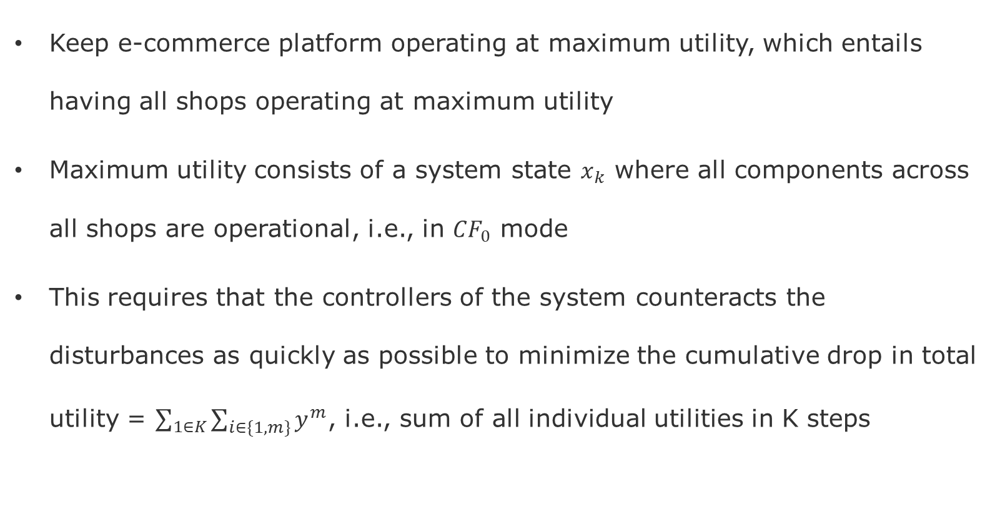 • Keep e-commerce platform operating at maximum utility, which entails
having all shops operating at maximum utility
• Maximum utility consists of a system state $x_k$ where all components across
all shops are operational, i.e., in $CF_0$ mode
• This requires that the controllers of the system counteracts the
disturbances as quickly as possible to minimize the cumulative drop in total
utility = $\sum_{1 \in K} \sum_{i \in \{1,m\}} y^m$, i.e., sum of all individual utilities in K steps